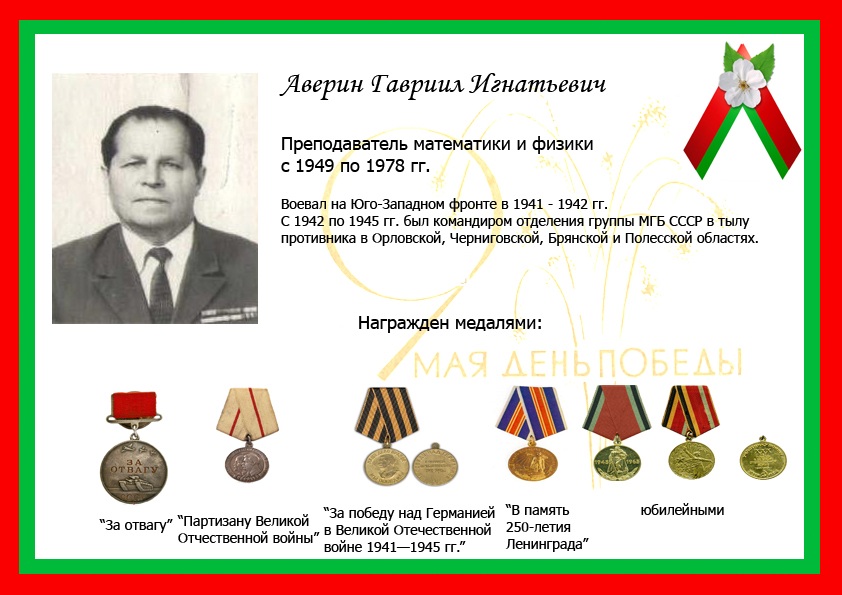 Аверин Гавриил Игнатьевич
Преподаватель математики и физики
с 1949 по 1978 гг.
Воевал на Юго-Западном фронте в 1941 - 1942 гг.
С 1942 по 1945 гг. был командиром отделения группы МГБ СССР в тылу
противника в Орловской, Черниговской, Брянской и Полесской областях.
Награжден медалями:
9 МАЯ ДЕНЬ ПОБЕДЫ
ЗА
ОТВАГУ
1945 1965
“За отвагу”
“Партизану Великой
Отчественной войны”
“За победу над Германией
в Великой Отечественной
войне 1941—1945 гг.”
“В память
250-летия
Ленинграда”
юбилейными